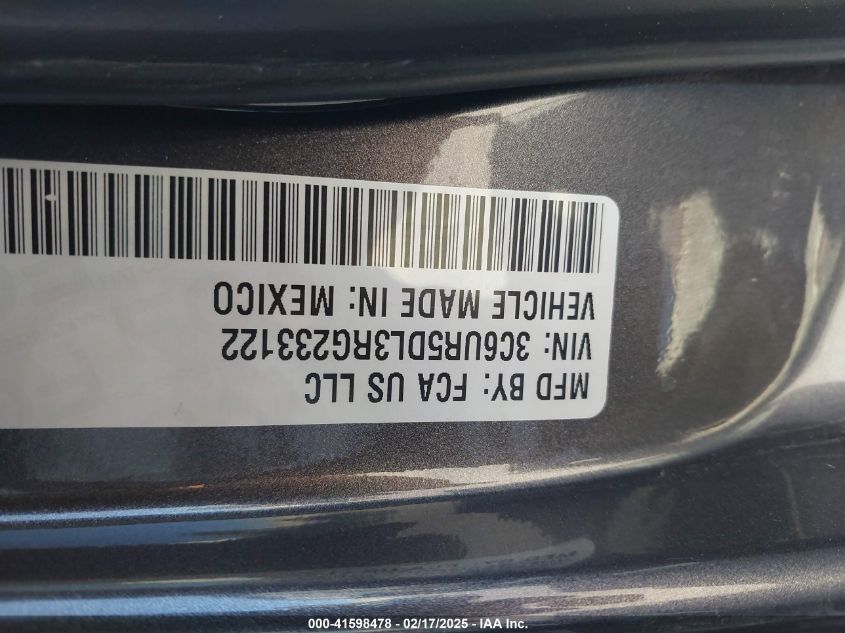 MFD BY: FCA US LLC
VIN: 3C6UR5DL3RG233122
VEHICLE MADE IN: MEXICO
000-41598478 - 02/17/2025 - IAA Inc.